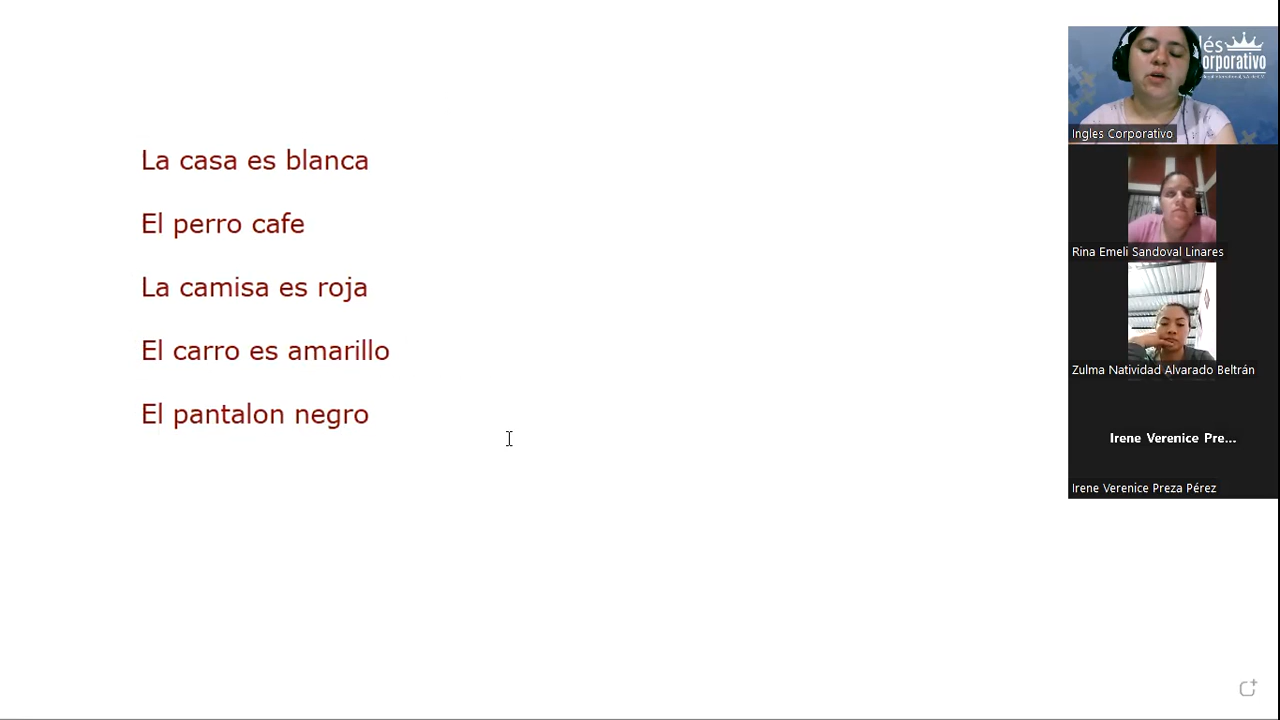 La casa es blanca
El perro cafe
La camisa es roja
El carro es amarillo
El pantalon negro
lés
orporativo
Ingles Corporativo
Rina Emeli Sandoval Linares
Zulma Natividad Alvarado Beltrán
Irene Verenice Pre...
Irene Verenice Preza Pérez